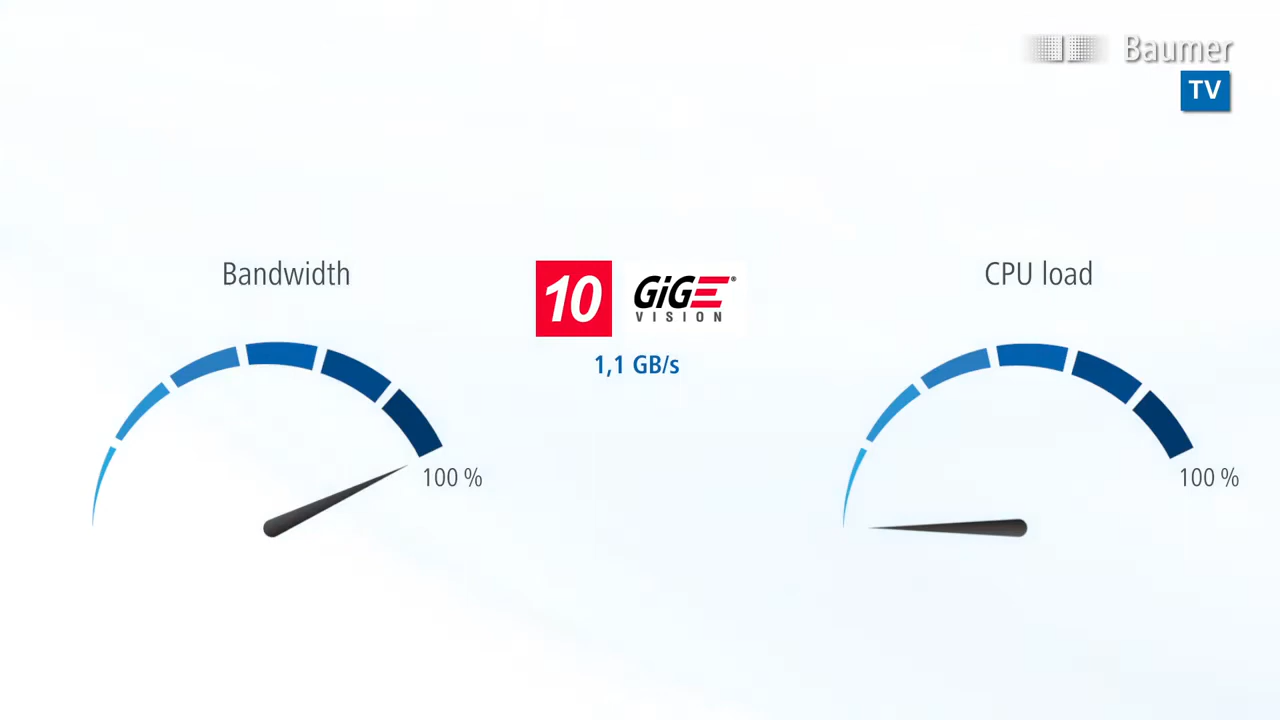 Baumer
TV
Bandwidth
10 GiGE®
VISION
CPU load
1,1 GB/s
100 %
100 %